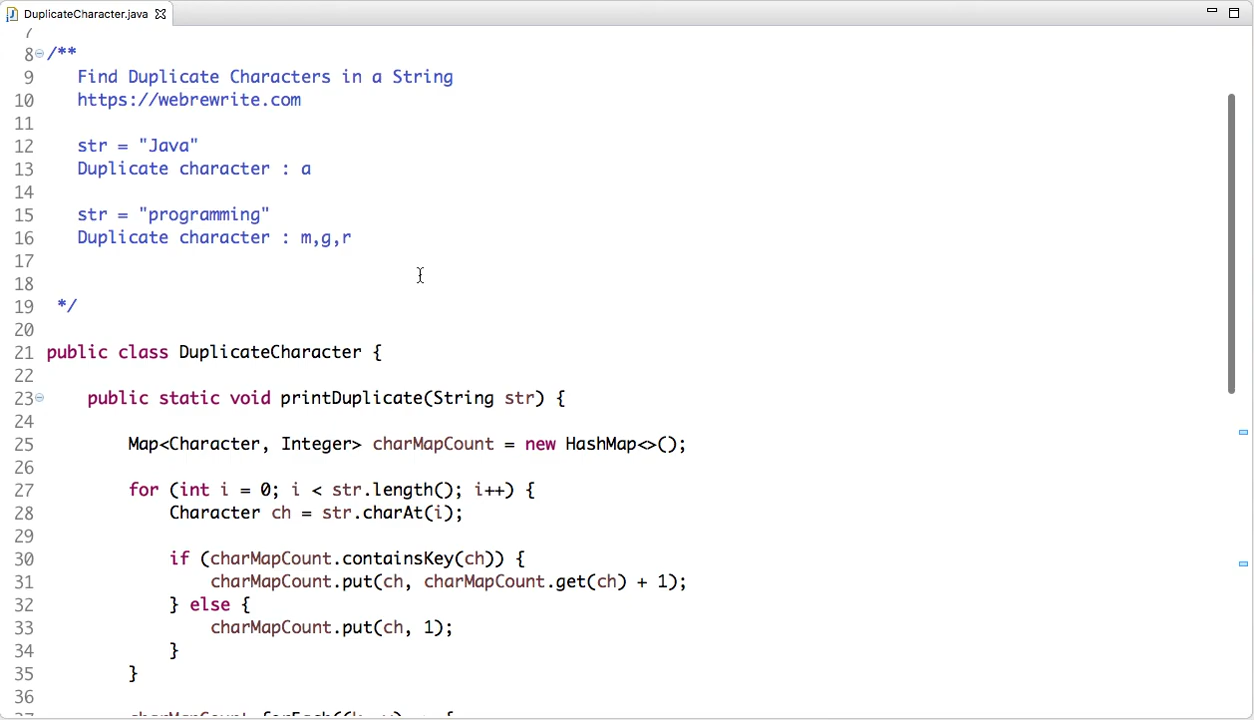 DuplicateCharacter.java
7
8 /**
9 Find Duplicate Characters in a String
10 https://webrewrite.com
11
12 str = "Java"
13 Duplicate character : a
14
15 str = "programming"
16 Duplicate character : m,g,r
17
18
19 */
20
21 public class DuplicateCharacter {
22
23 public static void printDuplicate(String str) {
24
25 Map<Character, Integer> charMapCount = new HashMap<>();
26
27 for (int i = 0; i < str.length(); i++) {
28 Character ch = str.charAt(i);
29
30 if (charMapCount.containsKey(ch)) {
31 charMapCount.put(ch, charMapCount.get(ch) + 1);
32 } else {
33 charMapCount.put(ch, 1);
34 }
35 }
36